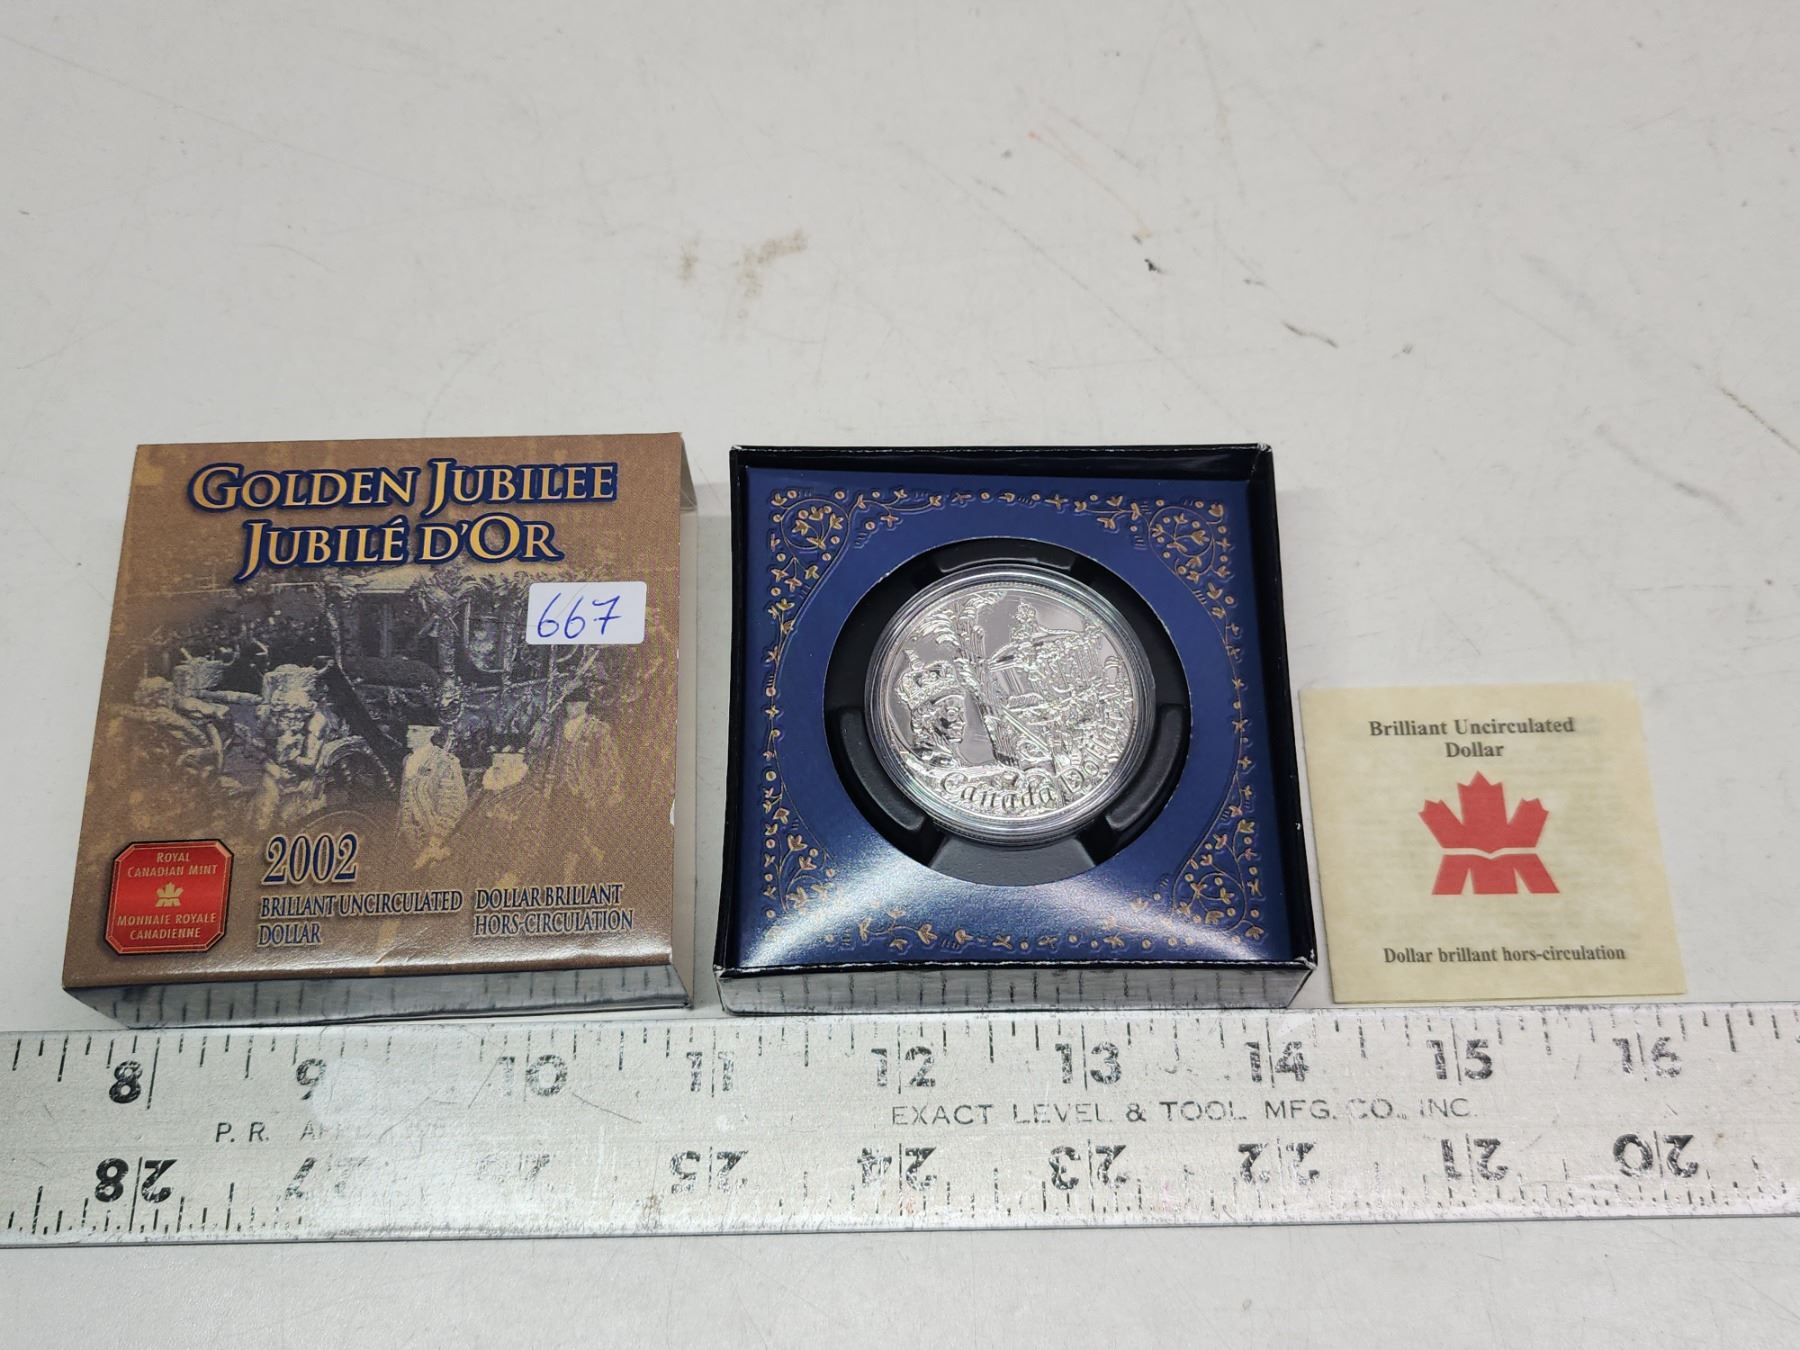 GOLDEN JUBILEE
JUBILÉ D'OR
667
ROYAL
CANADIAN MINT
MONNAIE ROYALE
CANADIENNE
2002
BRILLANT UNCIRCULATED
DOLLAR
DOLLAR BRILLANT
HORS-CIRCULATION
Canada Dollar
Brilliant Uncirculated
Dollar
Dollar brillant hors-circulation
8 9 10 11 12 13 14 15 16
EXACT LEVEL & TOOL MFG. CO., INC.
P. R.
28 27 26 25 24 23 22 21 20